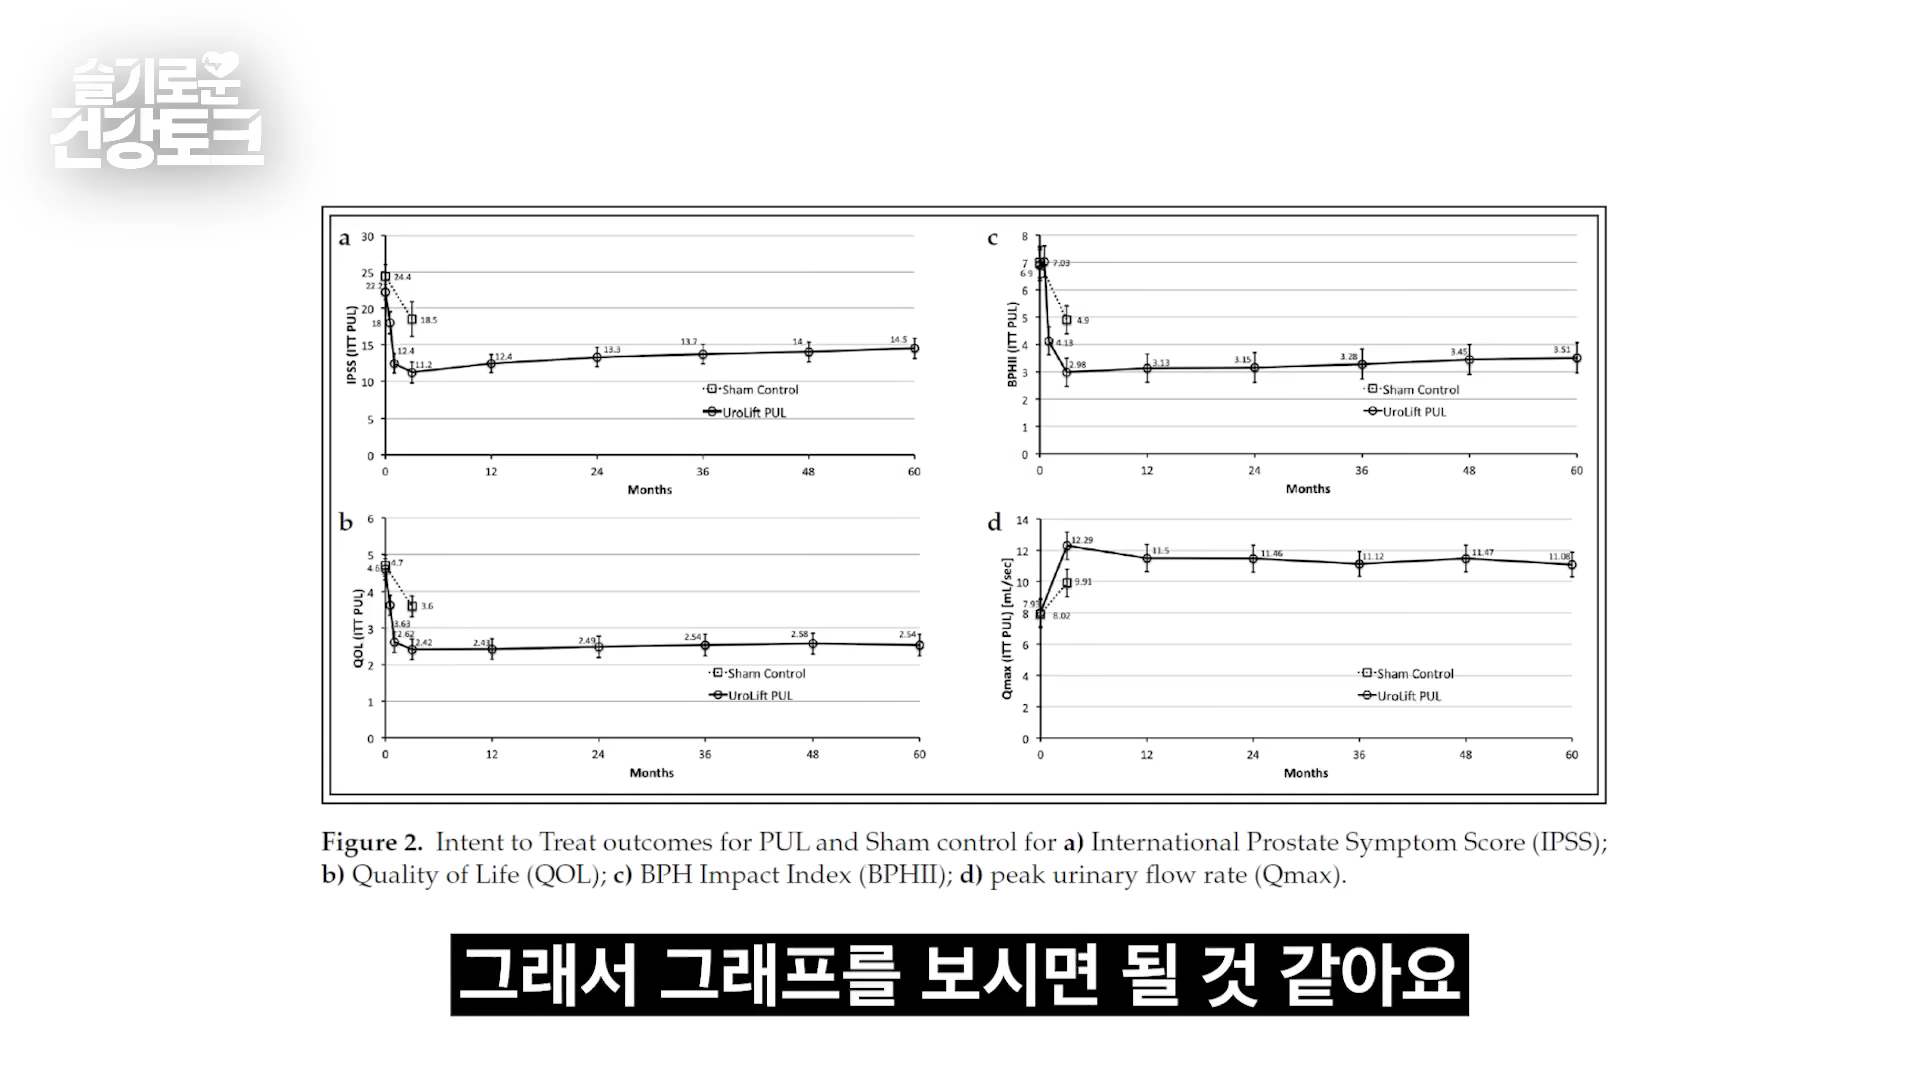 슬기로운
건강토크
a
30
25
20
15
10
5
0
IPSS (ITT PUL)
24.4
22.2
18
18.5
12.4
11.2
12.4
13.3
13.7
14
14.5
Sham Control
UroLift PUL
0 12 24 36 48 60
Months
c
8
7
6
5
4
3
2
1
0
BPHII (ITT PUL)
6.9
7.03
4.9
4.13
2.98
3.13
3.15
3.28
3.45
3.51
Sham Control
UroLift PUL
0 12 24 36 48 60
Months
b
6
5
4
3
2
1
0
QOL (ITT PUL)
4.7
4.6
3.6
3.63
2.62
2.42
2.43
2.49
2.54
2.58
2.54
Sham Control
UroLift PUL
0 12 24 36 48 60
Months
d
14
12
10
8
6
4
2
0
Qmax (ITT PUL) [mL/sec]
12.29
9.91
8.02
11.5
11.46
11.12
11.47
11.08
Sham Control
UroLift PUL
0 12 24 36 48 60
Months
Figure 2. Intent to Treat outcomes for PUL and Sham control for a) International Prostate Symptom Score (IPSS);
b) Quality of Life (QOL); c) BPH Impact Index (BPHII); d) peak urinary flow rate (Qmax).
그래서 그래프를 보시면 될 것 같아요